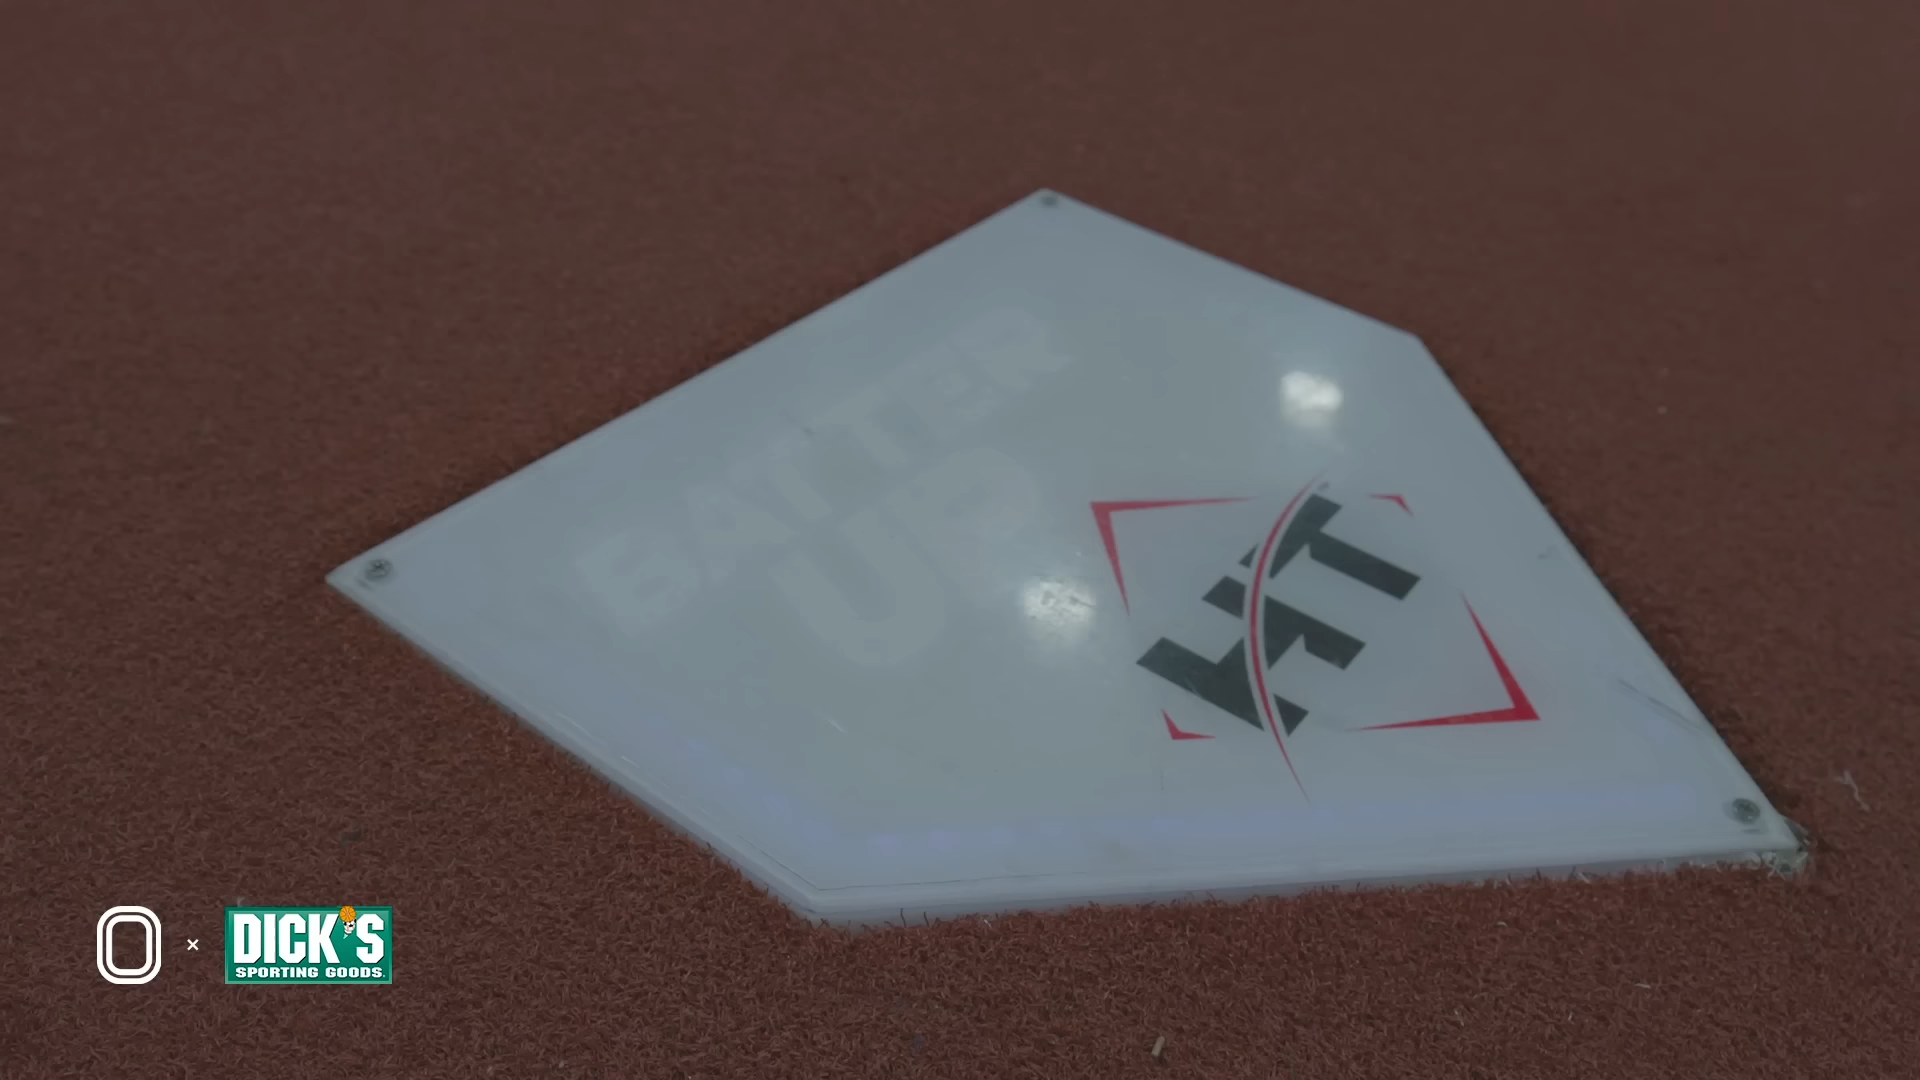 BATTER
UP
HIT
×
DICK'S
SPORTING GOODS